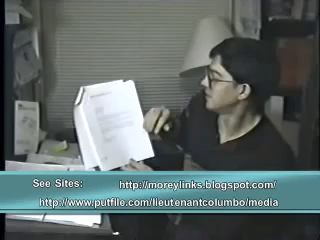 See Sites: http://moreylinks.blogspot.com/
http://www.putfile.com/lieutenantcolumbo/media